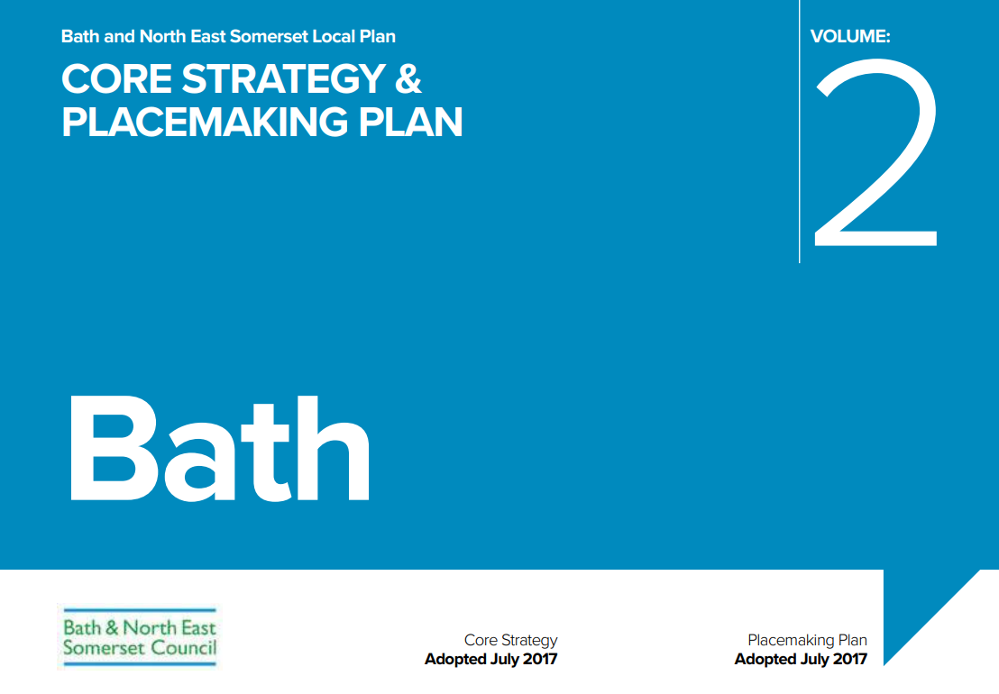 Bath and North East Somerset Local Plan
CORE STRATEGY &
PLACEMAKING PLAN
VOLUME:
2
Bath
Bath & North East
Somerset Council
Core Strategy
Adopted July 2017
Placemaking Plan
Adopted July 2017